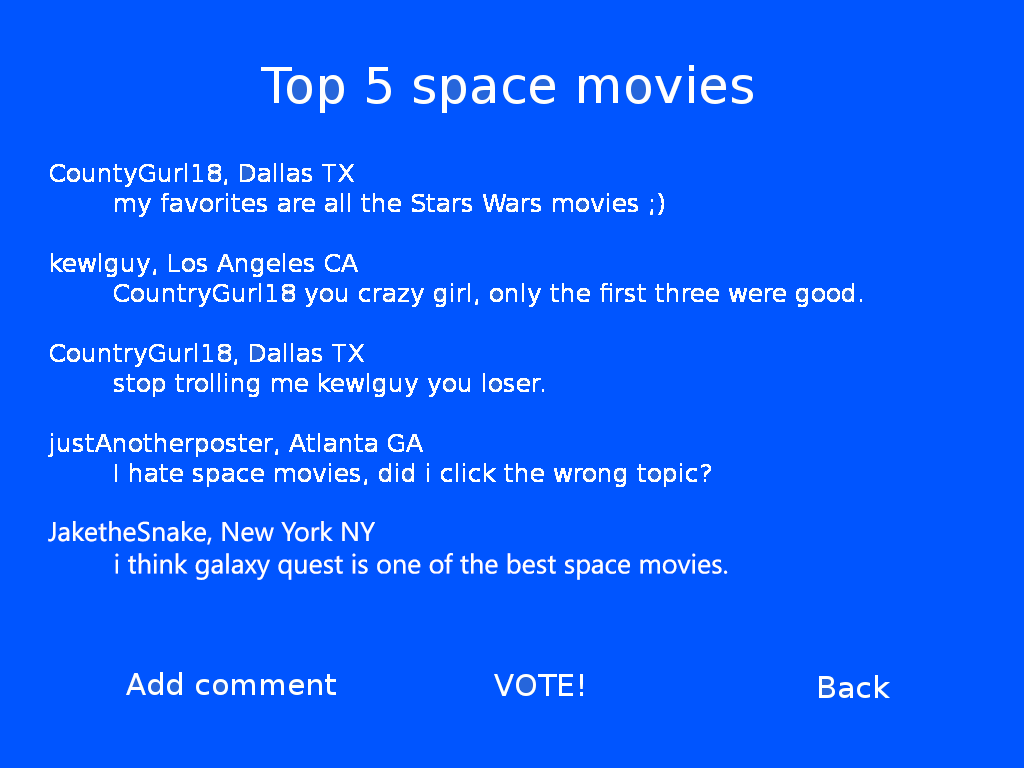 Top 5 space movies
CountyGurl18, Dallas TX
my favorites are all the Stars Wars movies ;)
kewlguy, Los Angeles CA
CountryGurl18 you crazy girl, only the first three were good.
CountryGurl18, Dallas TX
stop trolling me kewlguy you loser.
justAnotherposter, Atlanta GA
I hate space movies, did i click the wrong topic?
JaketheSnake, New York NY
i think galaxy quest is one of the best space movies.
Add comment VOTE! Back